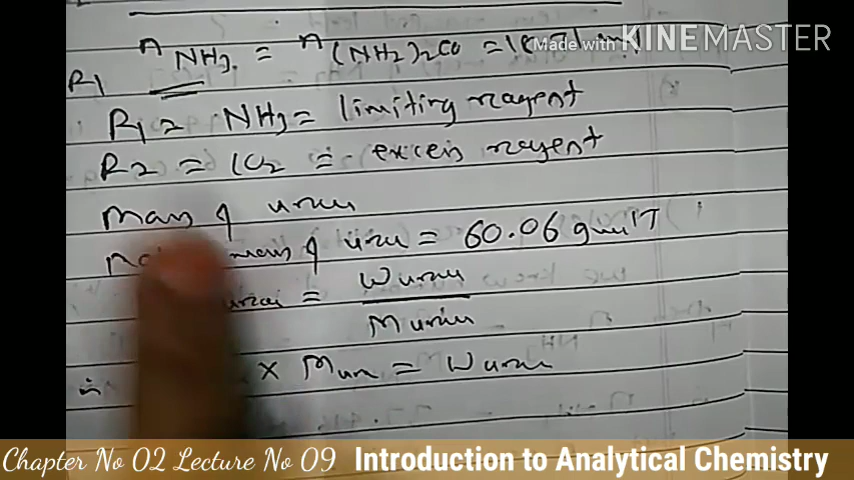 Made with KINEMASTER
n NH3. = n (NH2)2CO =
R1
R1 = NH3 = limiting reagent
R2 = CO2 = excess reagent
Mass of urea
mass of urea = 60.06 g
= W urea
M urea
∴ × M urea = W urea
Chapter No 02 Lecture No 09 Introduction to Analytical Chemistry